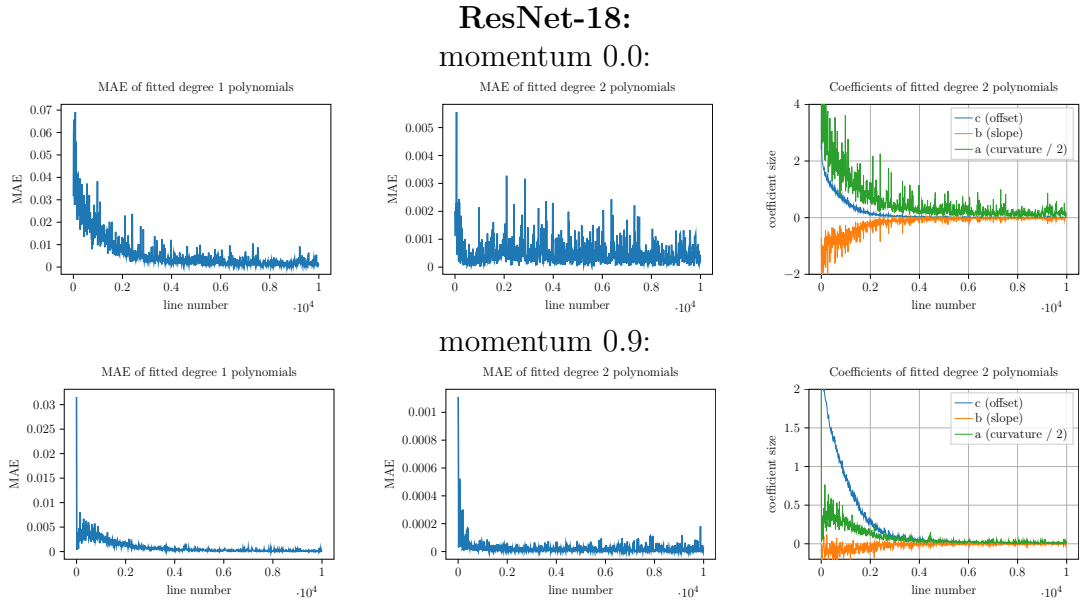 ResNet-18:
momentum 0.0:
MAE of fitted degree 1 polynomials
0.07
0.06
0.05
0.04
0.03
0.02
0.01
0
MAE
0 0.2 0.4 0.6 0.8 1
line number
·10⁴
MAE of fitted degree 2 polynomials
0.005
0.004
0.003
0.002
0.001
0
MAE
0 0.2 0.4 0.6 0.8 1
line number
·10⁴
Coefficients of fitted degree 2 polynomials
4
2
0
−2
coefficient size
c (offset)
b (slope)
a (curvature / 2)
0 0.2 0.4 0.6 0.8 1
line number
·10⁴
momentum 0.9:
MAE of fitted degree 1 polynomials
0.03
0.025
0.02
0.015
0.01
0.005
0
MAE
0 0.2 0.4 0.6 0.8 1
line number
·10⁴
MAE of fitted degree 2 polynomials
0.001
0.0008
0.0006
0.0004
0.0002
0
MAE
0 0.2 0.4 0.6 0.8 1
line number
·10⁴
Coefficients of fitted degree 2 polynomials
2
1.5
1
0.5
0
coefficient size
c (offset)
b (slope)
a (curvature / 2)
0 0.2 0.4 0.6 0.8 1
line number
·10⁴